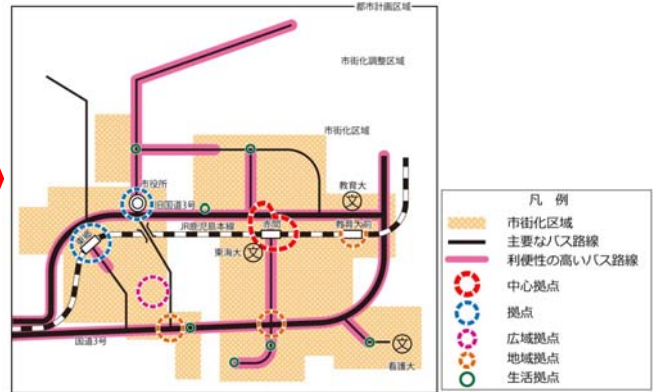 都市計画区域
市街化調整区域
市街化区域
市役所
教育大
文
旧国道3号
JR鹿児島本線
赤間
教育大前
東郷
東海大
文
国道3号
文
看護大
凡 例
市街化区域
主要なバス路線
利便性の高いバス路線
中心拠点
拠点
広域拠点
地域拠点
生活拠点